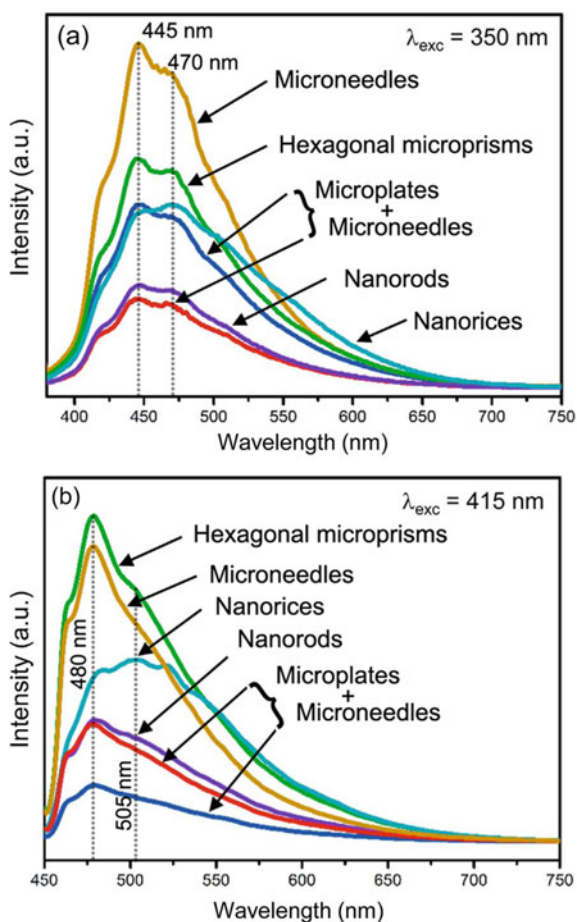 (a)
445 nm
470 nm
λexc = 350 nm
Microneedles
Hexagonal microprisms
Microplates
+
Microneedles
Nanorods
Nanorices
Intensity (a.u.)
400 450 500 550 600 650 700 750
Wavelength (nm)
(b)
λexc = 415 nm
Hexagonal microprisms
Microneedles
Nanorices
Nanorods
Microplates
+
Microneedles
480 nm
505 nm
Intensity (a.u.)
450 500 550 600 650 700 750
Wavelength (nm)